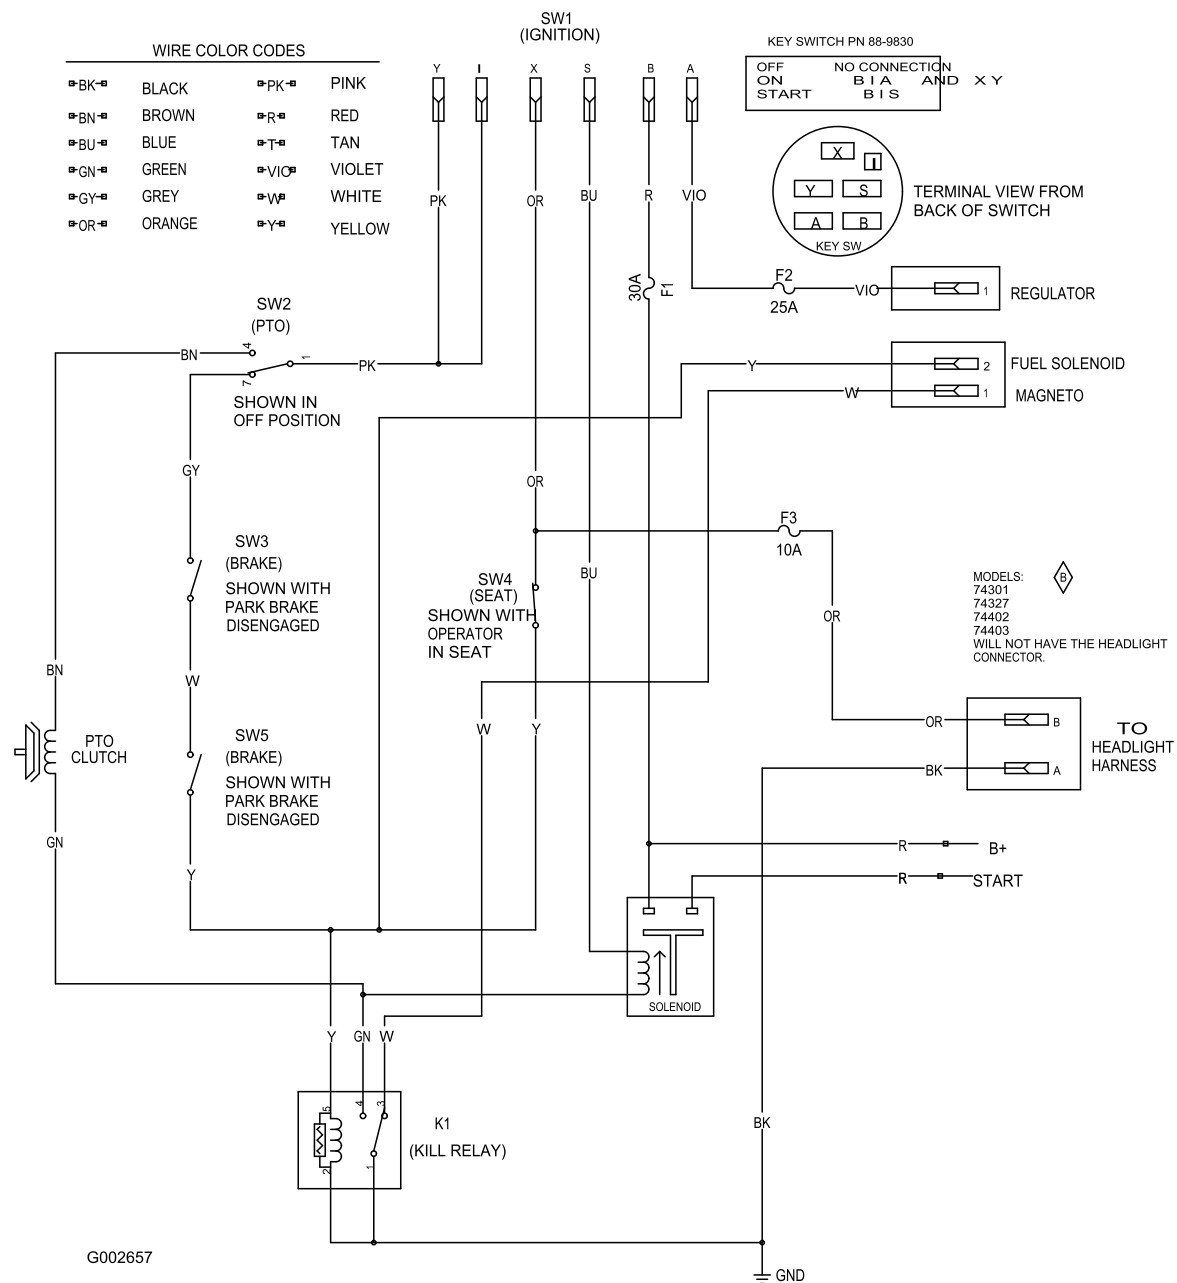 SW1
(IGNITION)
WIRE COLOR CODES
BK
BLACK
PK
PINK
BN
BROWN
R
RED
BU
BLUE
T
TAN
GN
GREEN
VIO
VIOLET
GY
GREY
W
WHITE
OR
ORANGE
Y
YELLOW
Y
I
X
S
B
A
KEY SWITCH PN 88-9830
OFF NO CONNECTION
ON B I A AND X Y
START B I S
X
I
Y
S
A
B
KEY SW
TERMINAL VIEW FROM
BACK OF SWITCH
PK
OR
BU
R
VIO
30A
F1
F2
25A
VIO
1
REGULATOR
SW2
(PTO)
BN
4
7
1
PK
SHOWN IN
OFF POSITION
Y
2
FUEL SOLENOID
W
1
MAGNETO
GY
OR
F3
10A
SW3
(BRAKE)
SHOWN WITH
PARK BRAKE
DISENGAGED
SW4
(SEAT)
SHOWN WITH
OPERATOR
IN SEAT
BU
OR
MODELS:
74301
74327
74402
74403
WILL NOT HAVE THE HEADLIGHT
CONNECTOR.
B
BN
W
PTO
CLUTCH
SW5
(BRAKE)
SHOWN WITH
PARK BRAKE
DISENGAGED
W
Y
OR
B
BK
A
TO
HEADLIGHT
HARNESS
GN
Y
R
B+
R
START
SOLENOID
Y
GN
W
5
4
3
2
1
K1
(KILL RELAY)
BK
G002657
GND